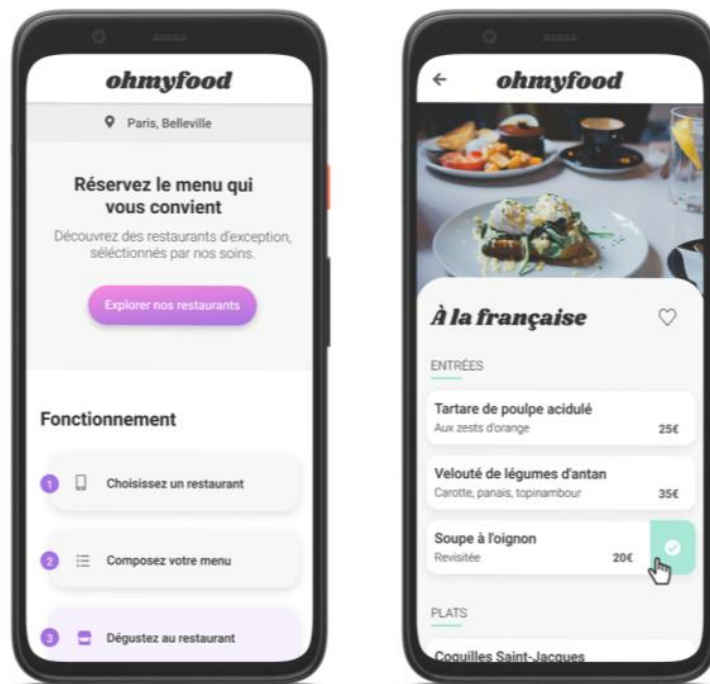 ohmyfood
Paris, Belleville
Réservez le menu qui
vous convient
Découvrez des restaurants d'exception,
séléctionnés par nos soins.
Explorer nos restaurants
Fonctionnement
1 Choisissez un restaurant
2 Composez votre menu
3 Dégustez au restaurant
ohmyfood
À la française
ENTRÉES
Tartare de poulpe acidulé
Aux zests d'orange 25€
Velouté de légumes d'antan
Carotte, panais, topinambour 35€
Soupe à l'oignon
Revisitée 20€
PLATS
Coquilles Saint-Jacques